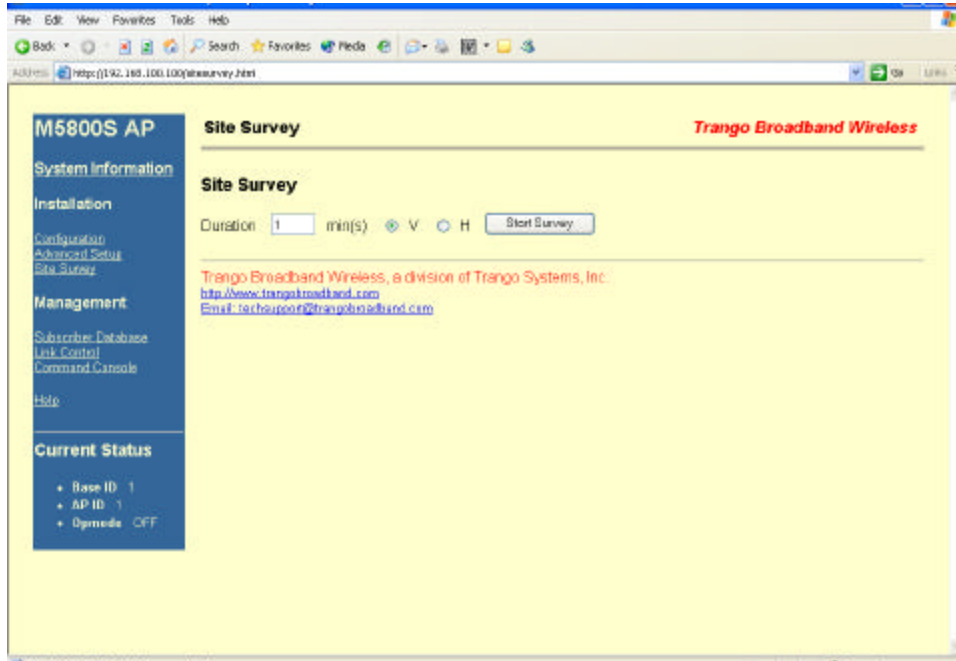 File Edit View Favorites Tools Help
Back Search Favorites Media
Address http://192.168.100.100/sitesurvey.html Go Links
M5800S AP
System Information
Installation
Configuration
Advanced Setup
Site Survey
Management
Subscriber Database
Link Control
Command Console
Help
Current Status
• Base ID 1
• AP ID 1
• Opmode OFF
Site Survey
Trango Broadband Wireless
Site Survey
Duration 1 min(s) V H Start Survey
Trango Broadband Wireless, a division of Trango Systems, Inc.
http://www.trangobroadband.com
Email: techsupport@trangobroadband.com